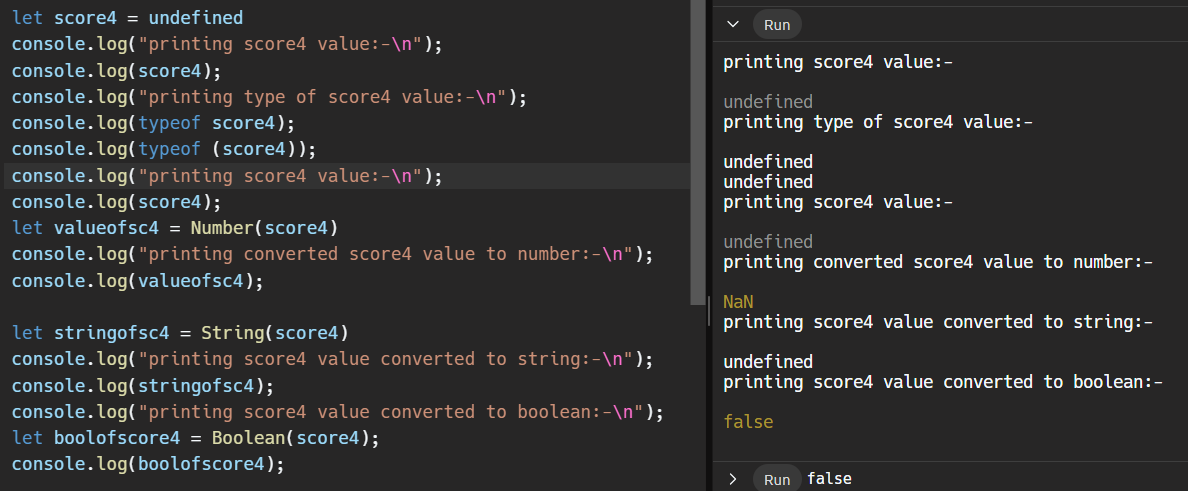 let score4 = undefined
console.log("printing score4 value:-\n");
console.log(score4);
console.log("printing type of score4 value:-\n");
console.log(typeof score4);
console.log(typeof (score4));
console.log("printing score4 value:-\n");
console.log(score4);
let valueofsc4 = Number(score4)
console.log("printing converted score4 value to number:-\n");
console.log(valueofsc4);
let stringofsc4 = String(score4)
console.log("printing score4 value converted to string:-\n");
console.log(stringofsc4);
console.log("printing score4 value converted to boolean:-\n");
let boolofscore4 = Boolean(score4);
console.log(boolofscore4);
Run
printing score4 value:-
undefined
printing type of score4 value:-
undefined
undefined
printing score4 value:-
undefined
printing converted score4 value to number:-
NaN
printing score4 value converted to string:-
undefined
printing score4 value converted to boolean:-
false
Run false